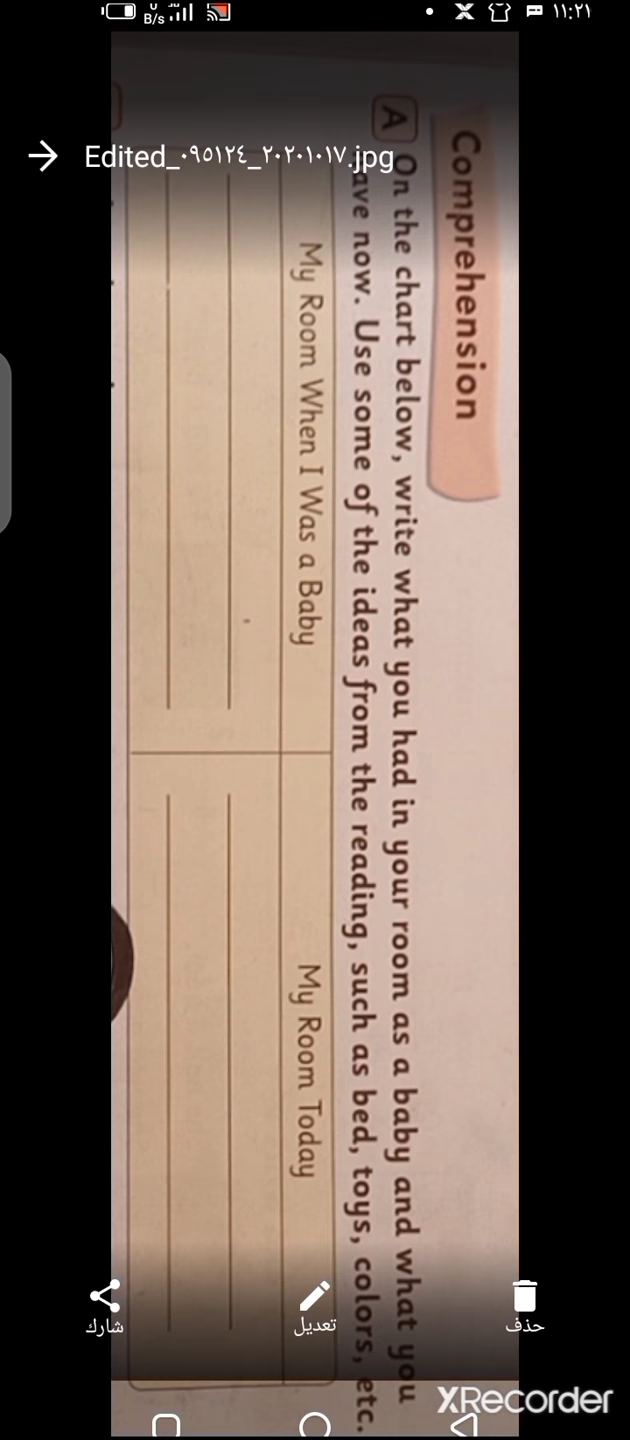 B/s ١١:٢١
Edited_٠٩٥١٢٤_٢٠٢٠١٠١٧.jpg
Comprehension
A On the chart below, write what you had in your room as a baby and what you
ave now. Use some of the ideas from the reading, such as bed, toys, colors, etc.
My Room When I Was a Baby
My Room Today
شارك
تعديل
حذف
XRecorder